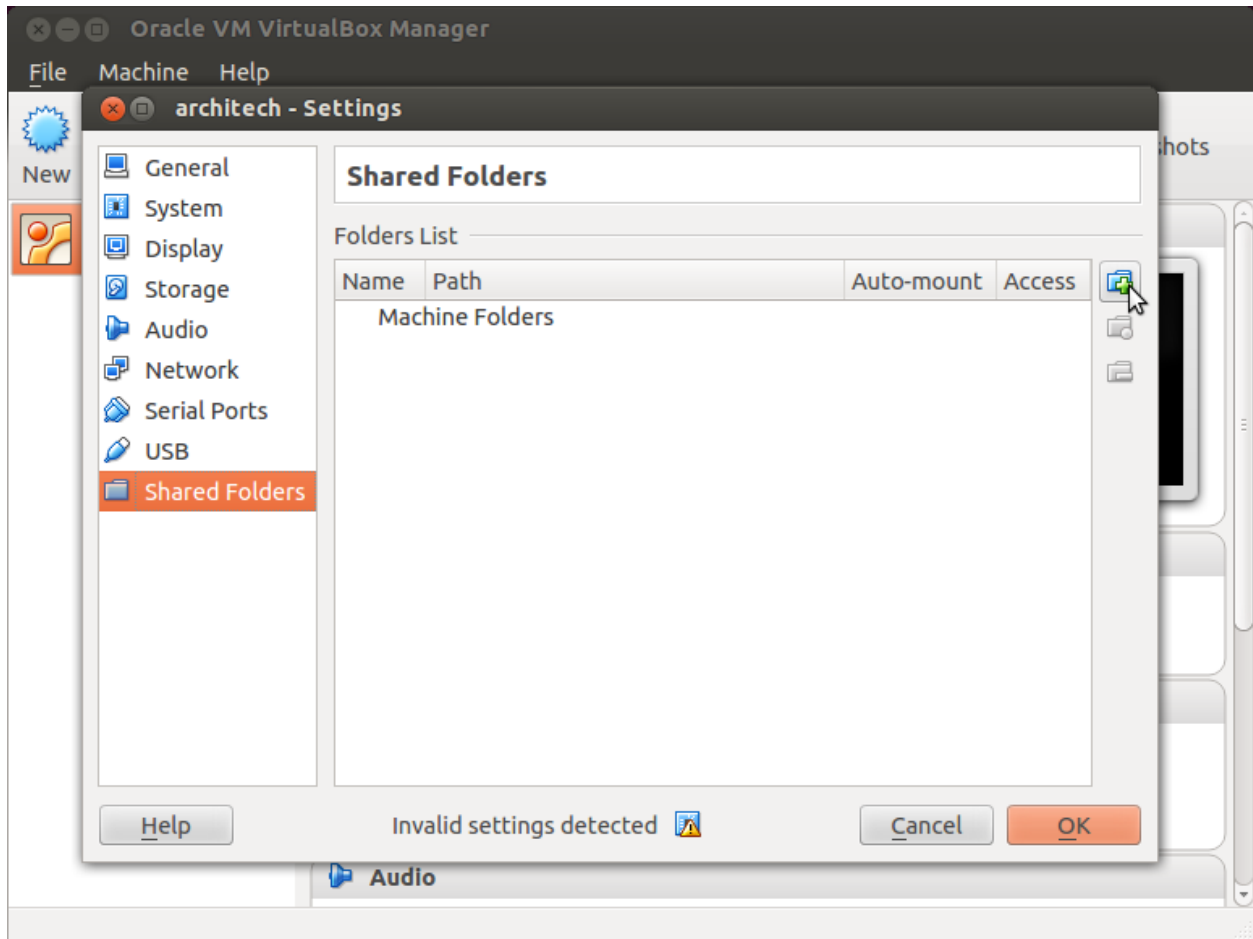 Oracle VM VirtualBox Manager
File Machine Help
architech - Settings
New
hots
General
System
Display
Storage
Audio
Network
Serial Ports
USB
Shared Folders
Shared Folders
Folders List
Name Path Auto-mount Access
Machine Folders
Help Invalid settings detected Cancel OK
Audio